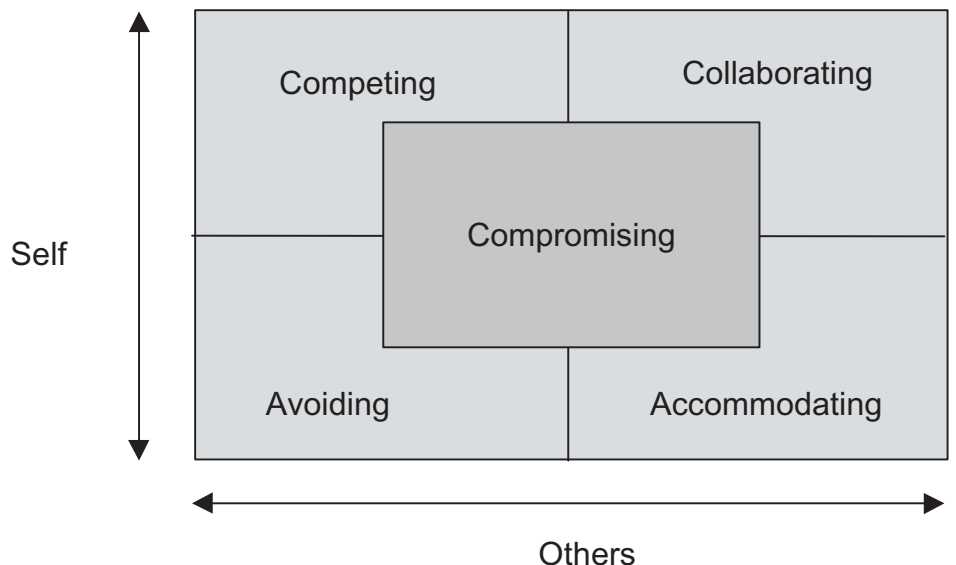 Competing
Collaborating
Compromising
Self
Avoiding
Accommodating
Others